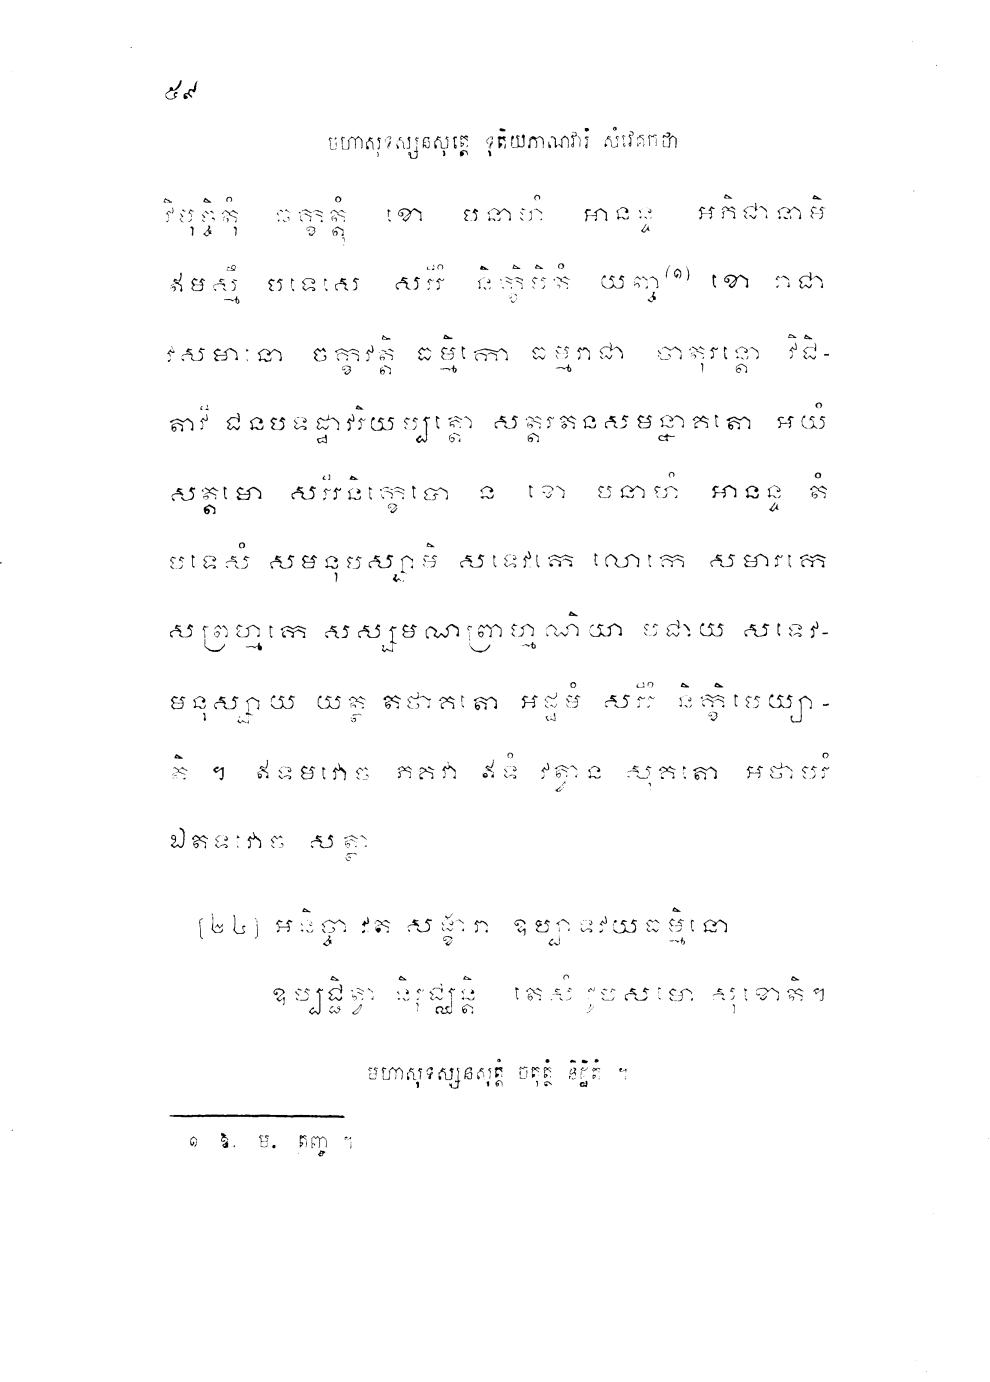 ៥៩
មហាសុទស្សនសុត្តេ ទុតិយភាណវារំ សំវេគកថា
វិមុច្ចិតុំ ឆក្ខត្តុំ ខោ បនាហំ អានន្ទ អភិជានាមិ
ឥមស្មឹ បទេសេ សរីរំ និក្ខិបិតំ យញ្ច(១) ខោ រាជា
វសមានោ ចក្កវត្តិ ធម្មិកោ ធម្មរាជា ចាតុរន្តោ វិជិ-
តាវី ជនបទដ្ឋាវរិយប្បត្តោ សត្តរតនសមន្នាគតោ អយំ
សត្តមោ សរីរនិក្ខេបោ ន ខោ បនាហំ អានន្ទ តំ
បទេសំ សមនុបស្សាមិ សទេវកេ លោកេ សមារកេ
សព្រហ្មកេ សស្សមណព្រាហ្មណិយា បជាយ សទេវ-
មនុស្សាយ យត្ថ តថាគតោ អដ្ឋមំ សរីរំ និក្ខិបេយ្យា-
តិ ។ ឥទមវោច ភគវា ឥទំ វត្វាន សុគតោ អថាបរំ
ឯតទវោច សត្ថា
(២៤) អនិច្ចា វត សង្ខារា ឧប្បាទវយធម្មិនោ
ឧប្បជ្ជិត្វា និរុជ្ឈន្តិ តេសំ វូបសមោ សុខោតិ។
មហាសុទស្សនសុត្តំ ចតុត្ថំ និដ្ឋិតំ ។
១ ឱ. ម. តញ្ច ។